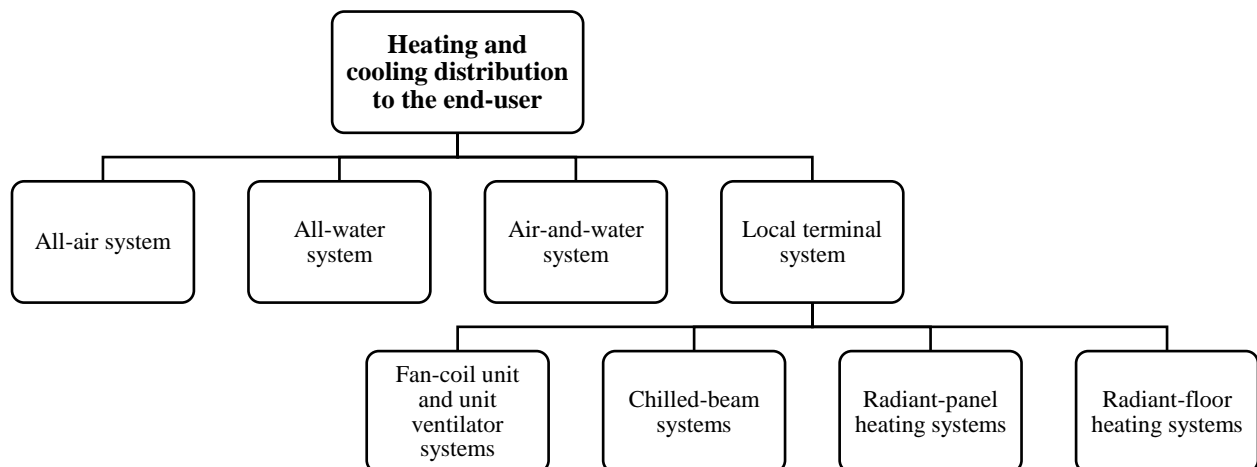 Heating and
cooling distribution
to the end-user
All-air system
All-water
system
Air-and-water
system
Local terminal
system
Fan-coil unit
and unit
ventilator
systems
Chilled-beam
systems
Radiant-panel
heating systems
Radiant-floor
heating systems